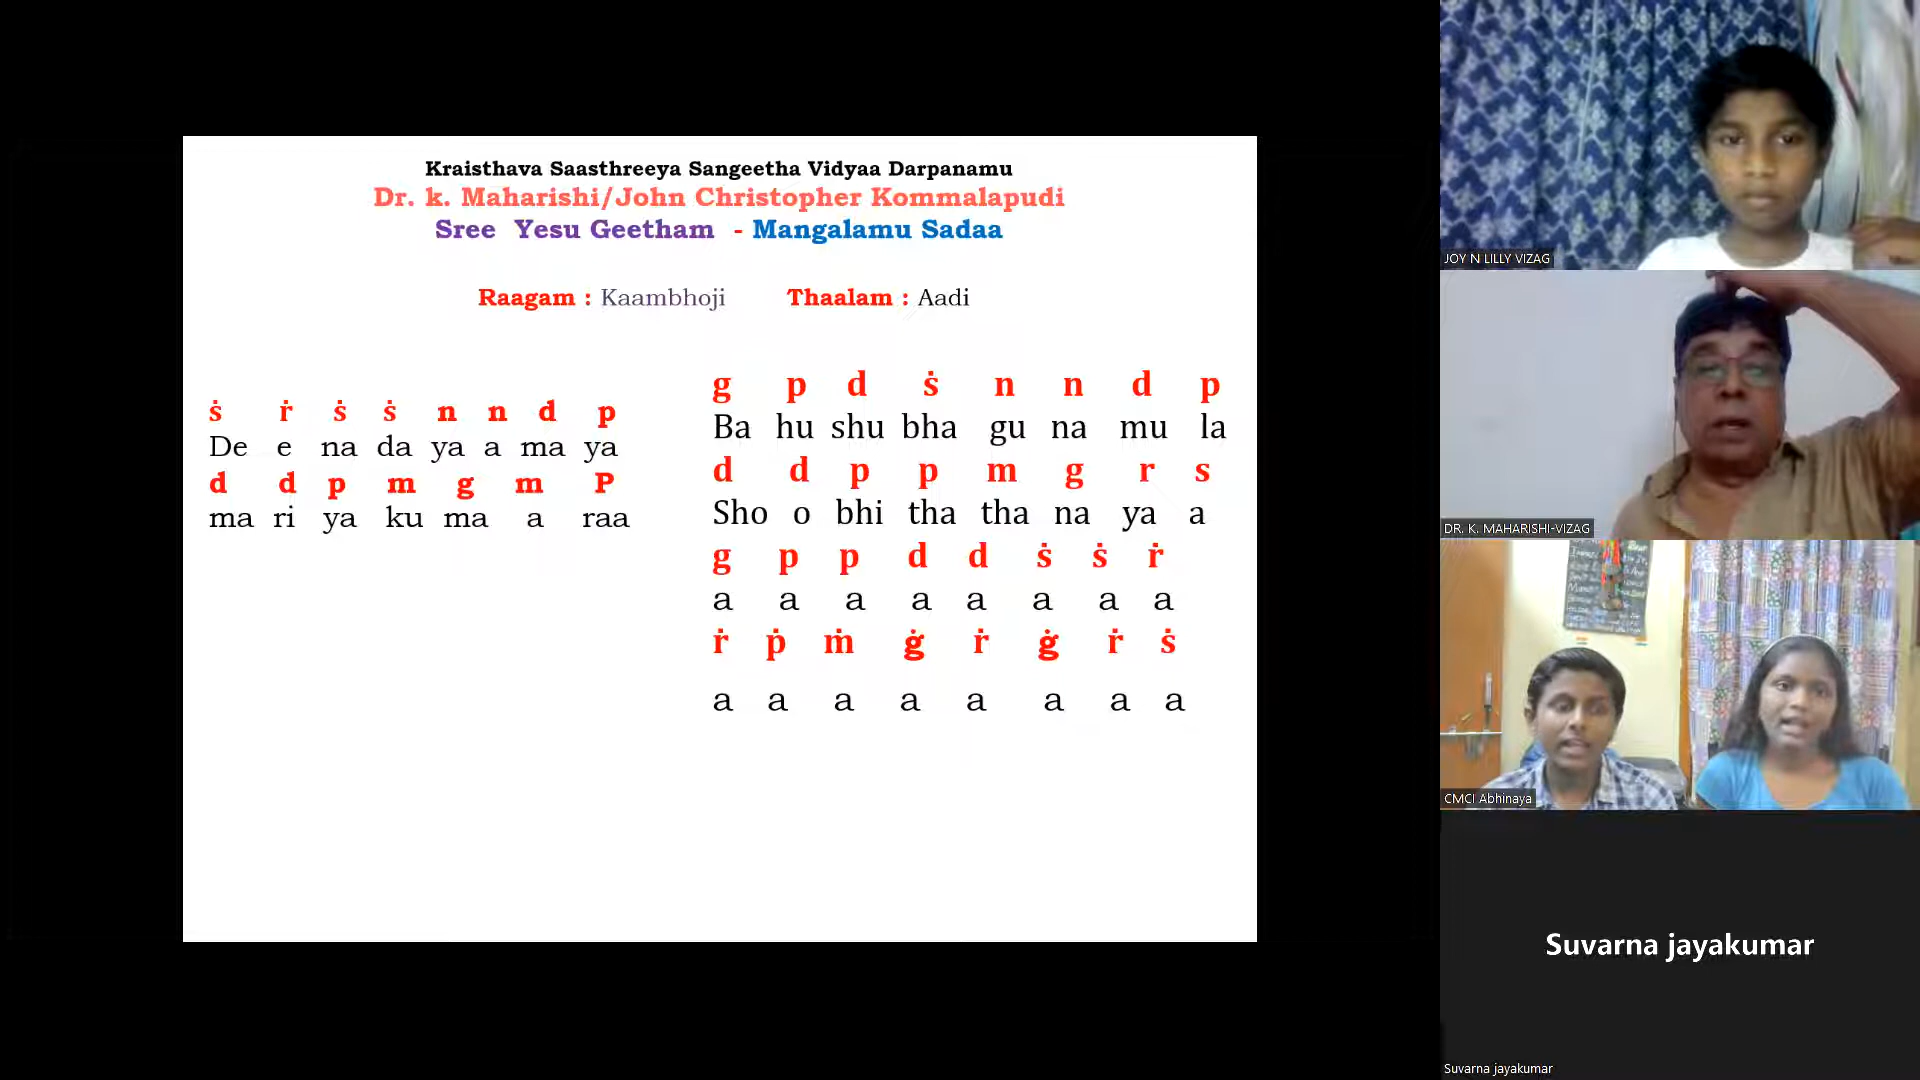 Kraisthava Saasthreeya Sangeetha Vidyaa Darpanamu
Dr. k. Maharishi/John Christopher Kommalapudi
Sree Yesu Geetham - Mangalamu Sadaa
Raagam : Kaambhoji Thaalam : Aadi
ṡ ṙ ṡ ṡ n n d p
De e na da ya a ma ya
d d p m g m P
ma ri ya ku ma a raa
g p d ṡ n n d p
Ba hu shu bha gu na mu la
d d p p m g r s
Sho o bhi tha tha na ya a
g p p d d ṡ ṡ ṙ
a a a a a a a a
ṙ ṗ ṁ ġ ṙ ġ ṙ ṡ
a a a a a a a a
JOY N LILLY VIZAG
DR. K. MAHARISHI-VIZAG
CMCI Abhinaya
Suvarna jayakumar
Suvarna jayakumar